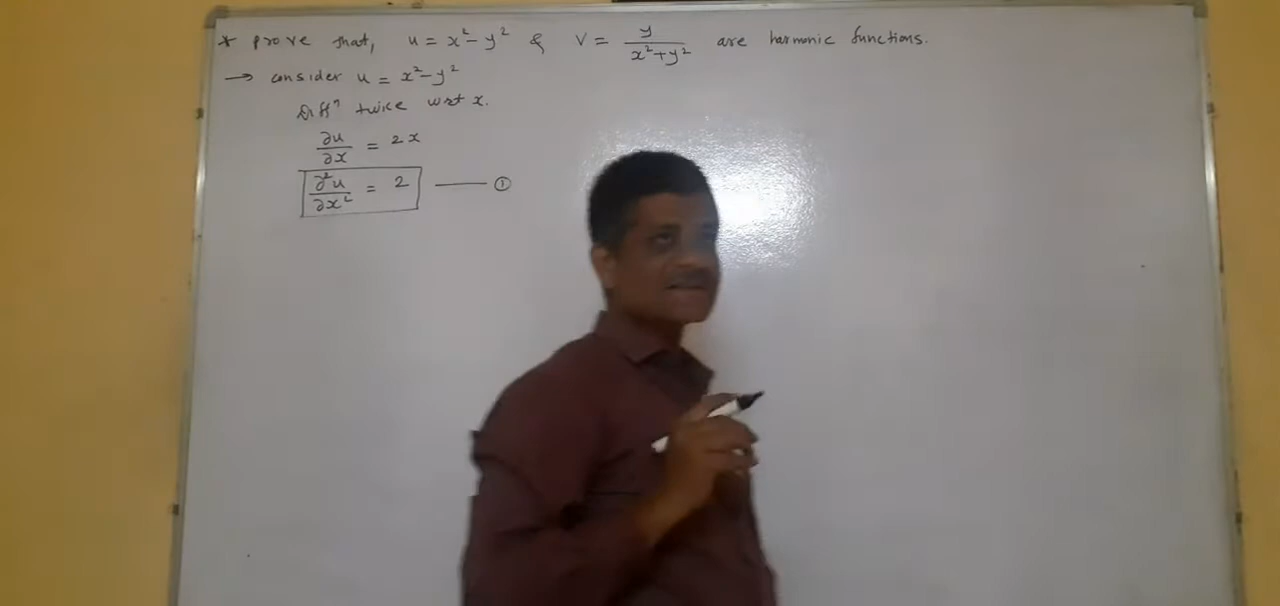 * prove that, u = x² - y² & v = y / (x² + y²) are harmonic functions.
→ consider u = x² - y²
Diffⁿ twice wrt x.
∂u/∂x = 2x
∂²u/∂x² = 2 —— ①